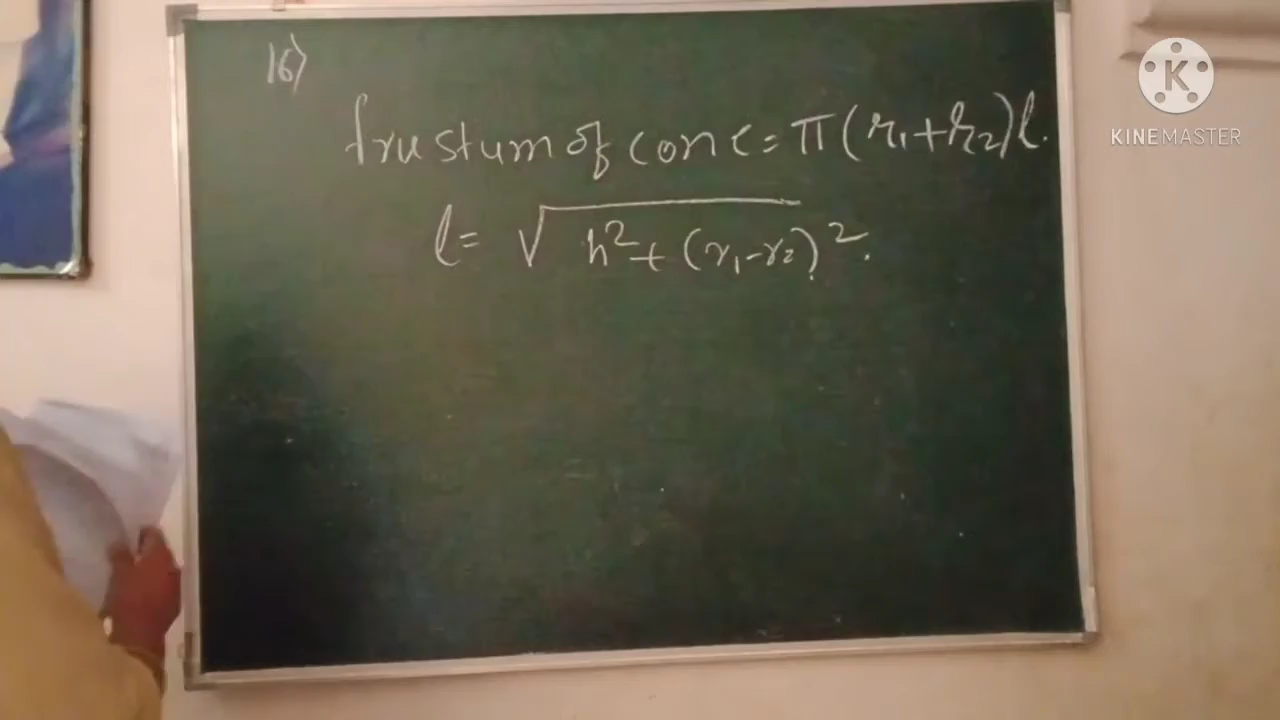 16)
frustum of cone = π(r₁+r₂)l.
l = √h²+(r₁-r₂)².
K
KINEMASTER